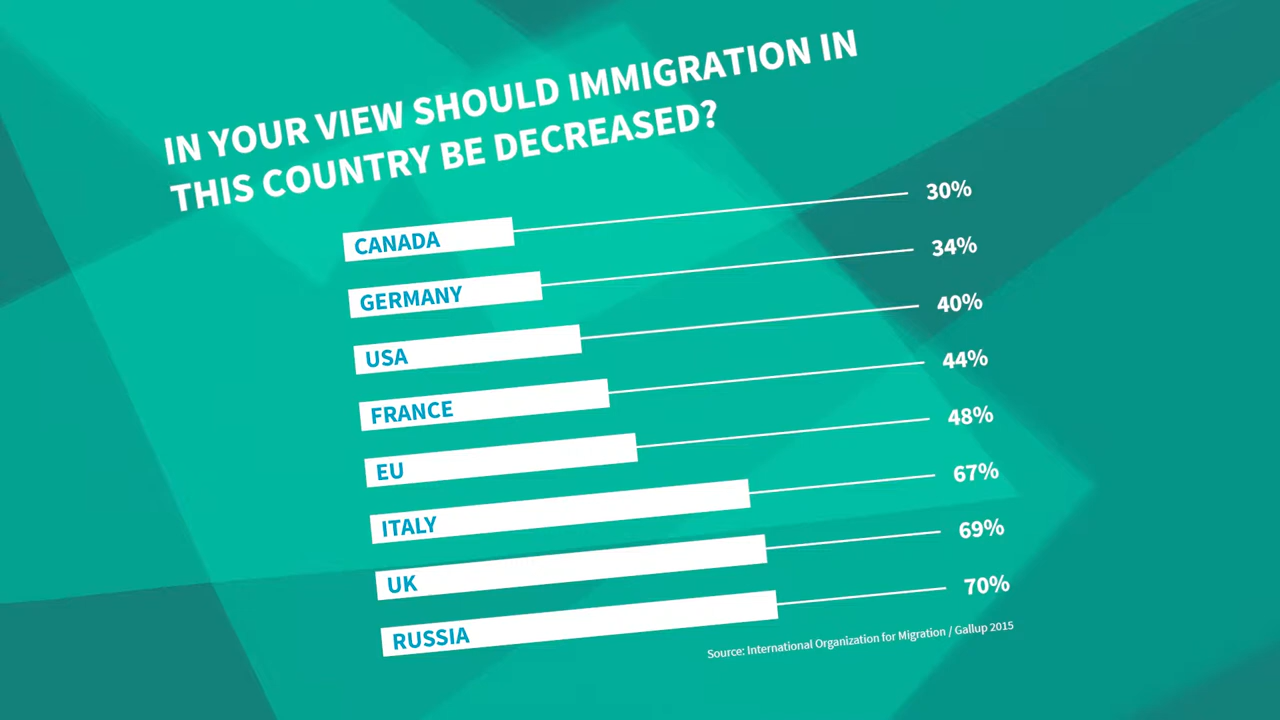 IN YOUR VIEW SHOULD IMMIGRATION IN
THIS COUNTRY BE DECREASED?
CANADA 30%
GERMANY 34%
USA 40%
FRANCE 44%
EU 48%
ITALY 67%
UK 69%
RUSSIA 70%
Source: International Organization for Migration / Gallup 2015